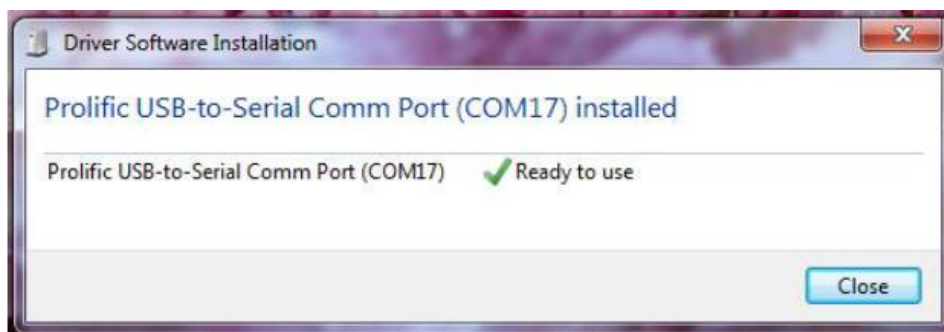 Driver Software Installation
Prolific USB-to-Serial Comm Port (COM17) installed
Prolific USB-to-Serial Comm Port (COM17) Ready to use
Close